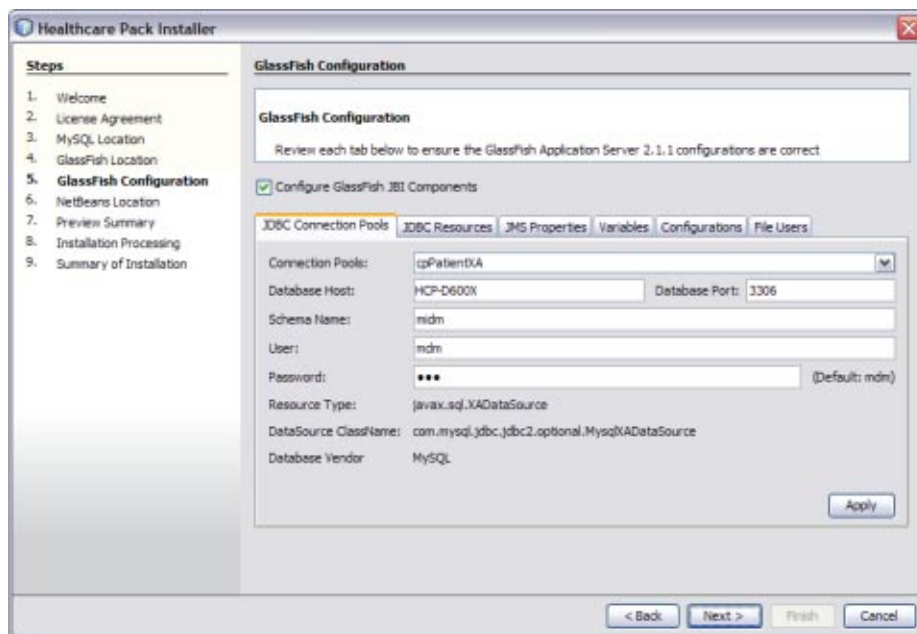 Healthcare Pack Installer
Steps
1. Welcome
2. License Agreement
3. MySQL Location
4. GlassFish Location
5. GlassFish Configuration
6. NetBeans Location
7. Preview Summary
8. Installation Processing
9. Summary of Installation
GlassFish Configuration
GlassFish Configuration
Review each tab below to ensure the GlassFish Application Server 2.1.1 configurations are correct
Configure GlassFish JBI Components
JDBC Connection Pools JDBC Resources JMS Properties Variables Configurations File Users
Connection Pools: cpPatientXA
Database Host: HCP-D600X Database Port: 3306
Schema Name: midm
User: mdm
Password: ●●● (Default: mdm)
Resource Type: javax.sql.XADataSource
DataSource ClassName: com.mysql.jdbc.jdbc2.optional.MysqlXADataSource
Database Vendor MySQL
Apply
< Back Next > Finish Cancel